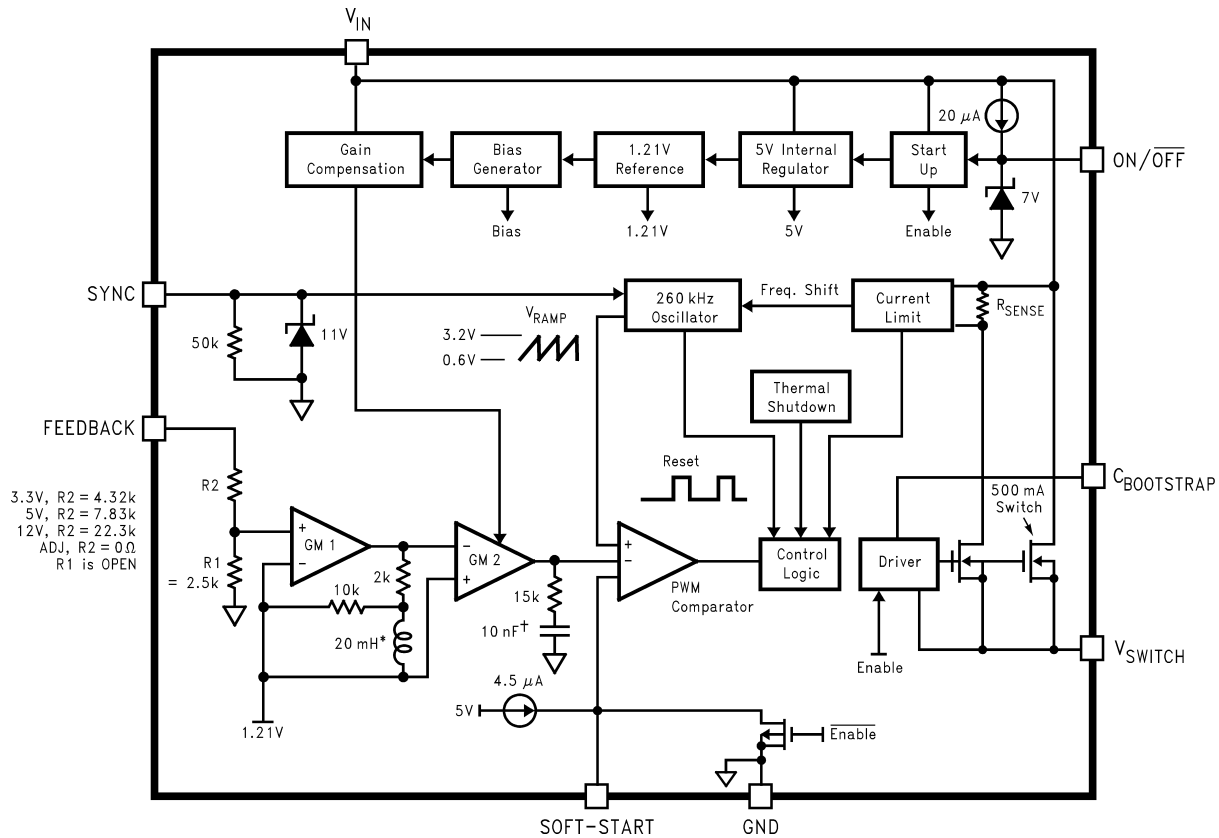 V_IN
20 μA
Gain
Compensation
Bias
Generator
1.21V
Reference
5V Internal
Regulator
Start
Up
ON/O̅F̅F̅
7V
Bias
1.21V
5V
Enable
SYNC
260 kHz
Oscillator
Freq. Shift
Current
Limit
R_SENSE
50k
11V
V_RAMP
3.2V
0.6V
Thermal
Shutdown
FEEDBACK
R2
3.3V, R2 = 4.32k
5V, R2 = 7.83k
12V, R2 = 22.3k
ADJ, R2 = 0Ω
R1 is OPEN
R1
= 2.5k
+
GM 1
−
Reset
C_BOOTSTRAP
500 mA
Switch
−
GM 2
+
+
−
PWM
Comparator
Control
Logic
Driver
2k
10k
20 mH*
15k
10 nF†
Enable
V_SWITCH
4.5 μA
5V
1.21V
E̅n̅a̅b̅l̅e̅
SOFT-START
GND